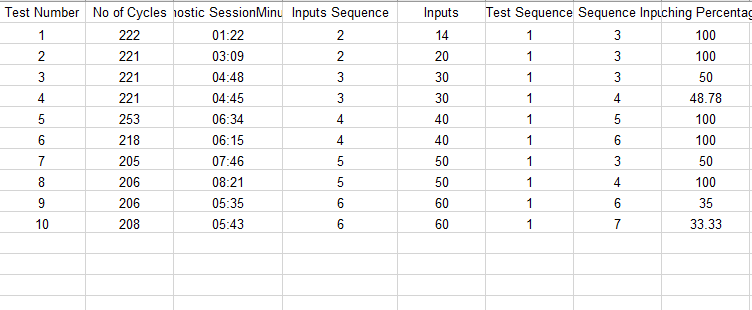 Test Number No of Cycles nostic SessionMinu Inputs Sequence Inputs Test Sequence Sequence Inpu ching Percentag
1 222 01:22 2 14 1 3 100
2 221 03:09 2 20 1 3 100
3 221 04:48 3 30 1 3 50
4 221 04:45 3 30 1 4 48.78
5 253 06:34 4 40 1 5 100
6 218 06:15 4 40 1 6 100
7 205 07:46 5 50 1 3 50
8 206 08:21 5 50 1 4 100
9 206 05:35 6 60 1 6 35
10 208 05:43 6 60 1 7 33.33